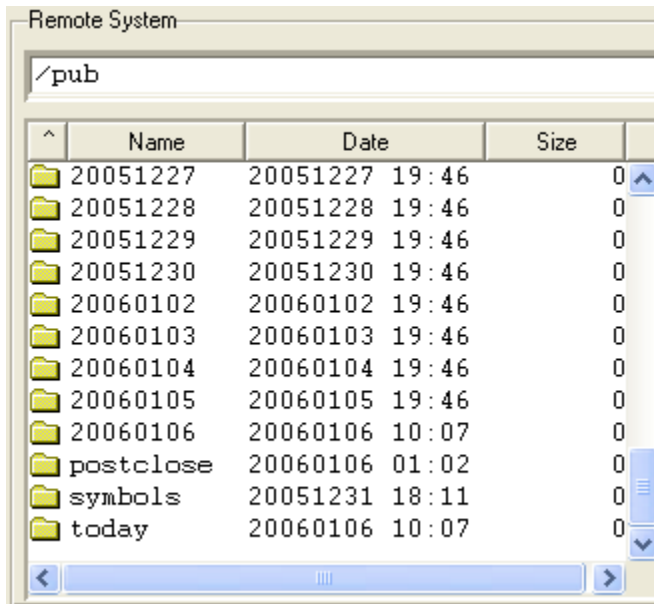 Remote System
/pub
^ Name Date Size
20051227 20051227 19:46 0
20051228 20051228 19:46 0
20051229 20051229 19:46 0
20051230 20051230 19:46 0
20060102 20060102 19:46 0
20060103 20060103 19:46 0
20060104 20060104 19:46 0
20060105 20060105 19:46 0
20060106 20060106 10:07 0
postclose 20060106 01:02 0
symbols 20051231 18:11 0
today 20060106 10:07 0